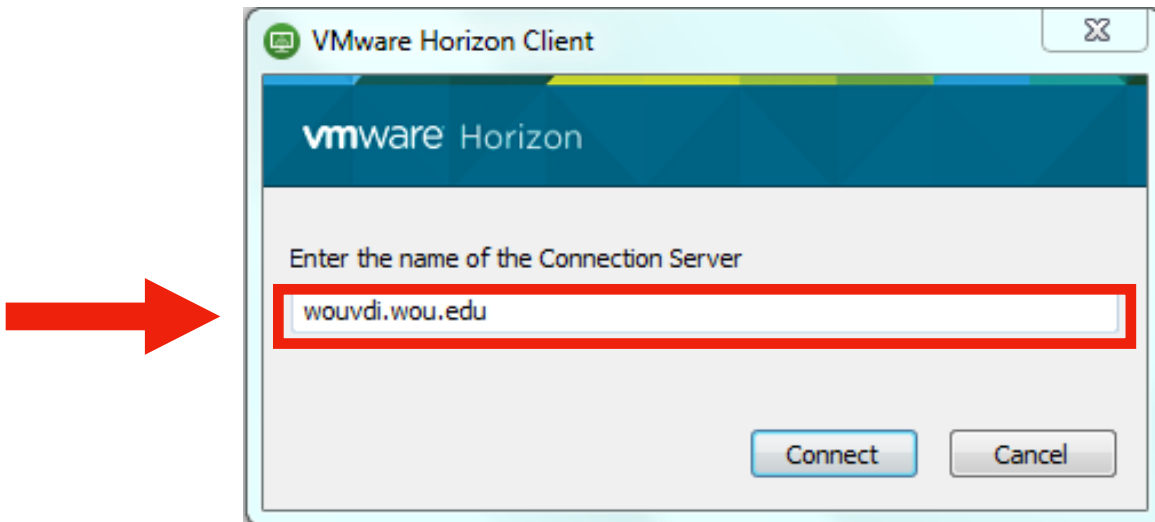 VMware Horizon Client
vmware Horizon
Enter the name of the Connection Server
wouvdi.wou.edu
Connect Cancel